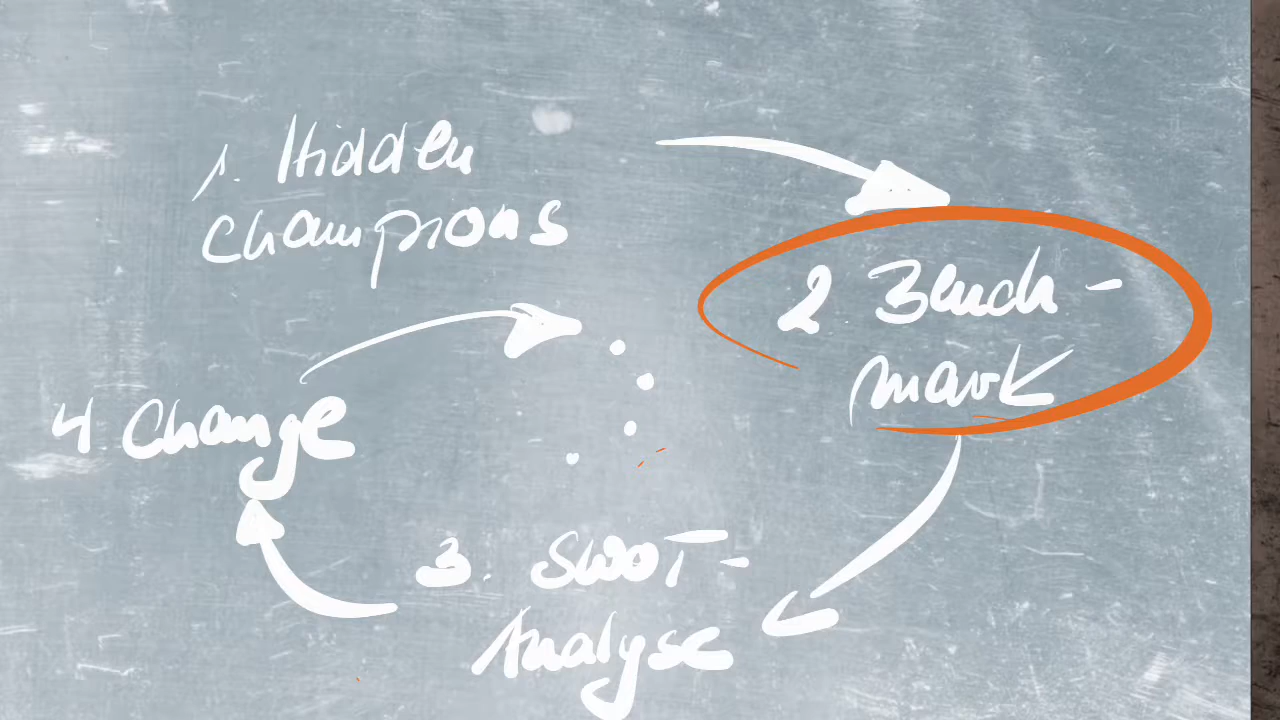 1. Hidden
Champions
2 Bench-
mark
3. SWOT-
Analyse
4 Change